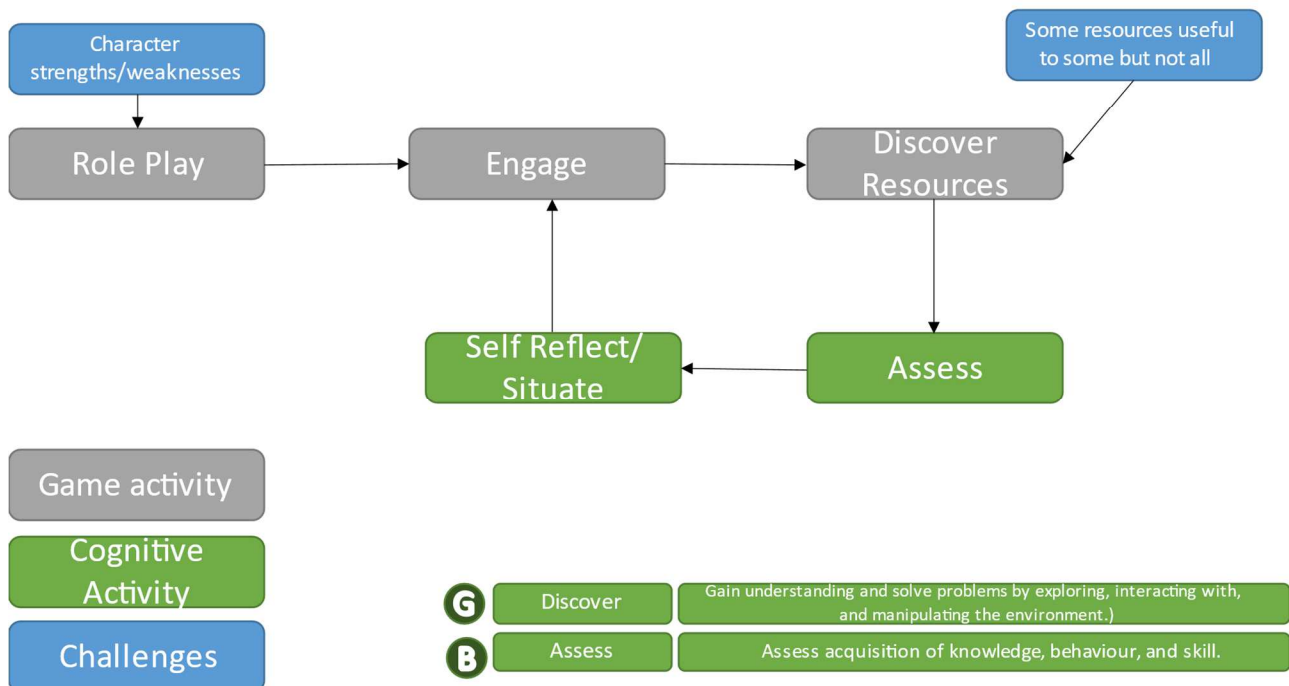 Character
strengths/weaknesses
Some resources useful
to some but not all
Role Play
Engage
Discover
Resources
Self Reflect/
Situate
Assess
Game activity
Cognitive
Activity
Challenges
G
Discover
Gain understanding and solve problems by exploring, interacting with,
and manipulating the environment.)
B
Assess
Assess acquisition of knowledge, behaviour, and skill.